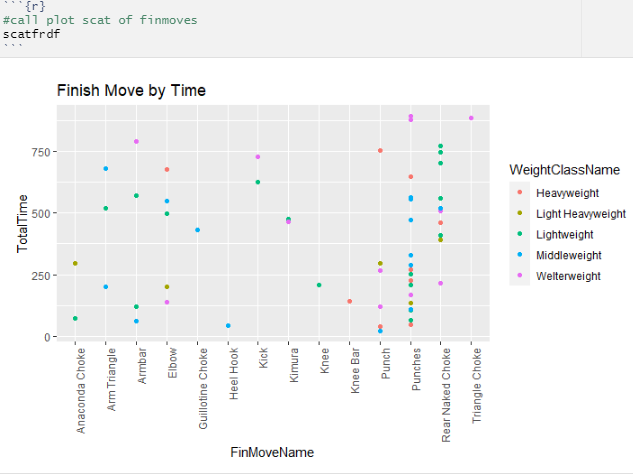 ```{r}
#call plot scat of finmoves
scatfrdf
```
Finish Move by Time
750
500
250
0
TotalTime
Anaconda Choke
Arm Triangle
Armbar
Elbow
Guillotine Choke
Heel Hook
Kick
Kimura
Knee
Knee Bar
Punch
Punches
Rear Naked Choke
Triangle Choke
FinMoveName
WeightClassName
Heavyweight
Light Heavyweight
Lightweight
Middleweight
Welterweight